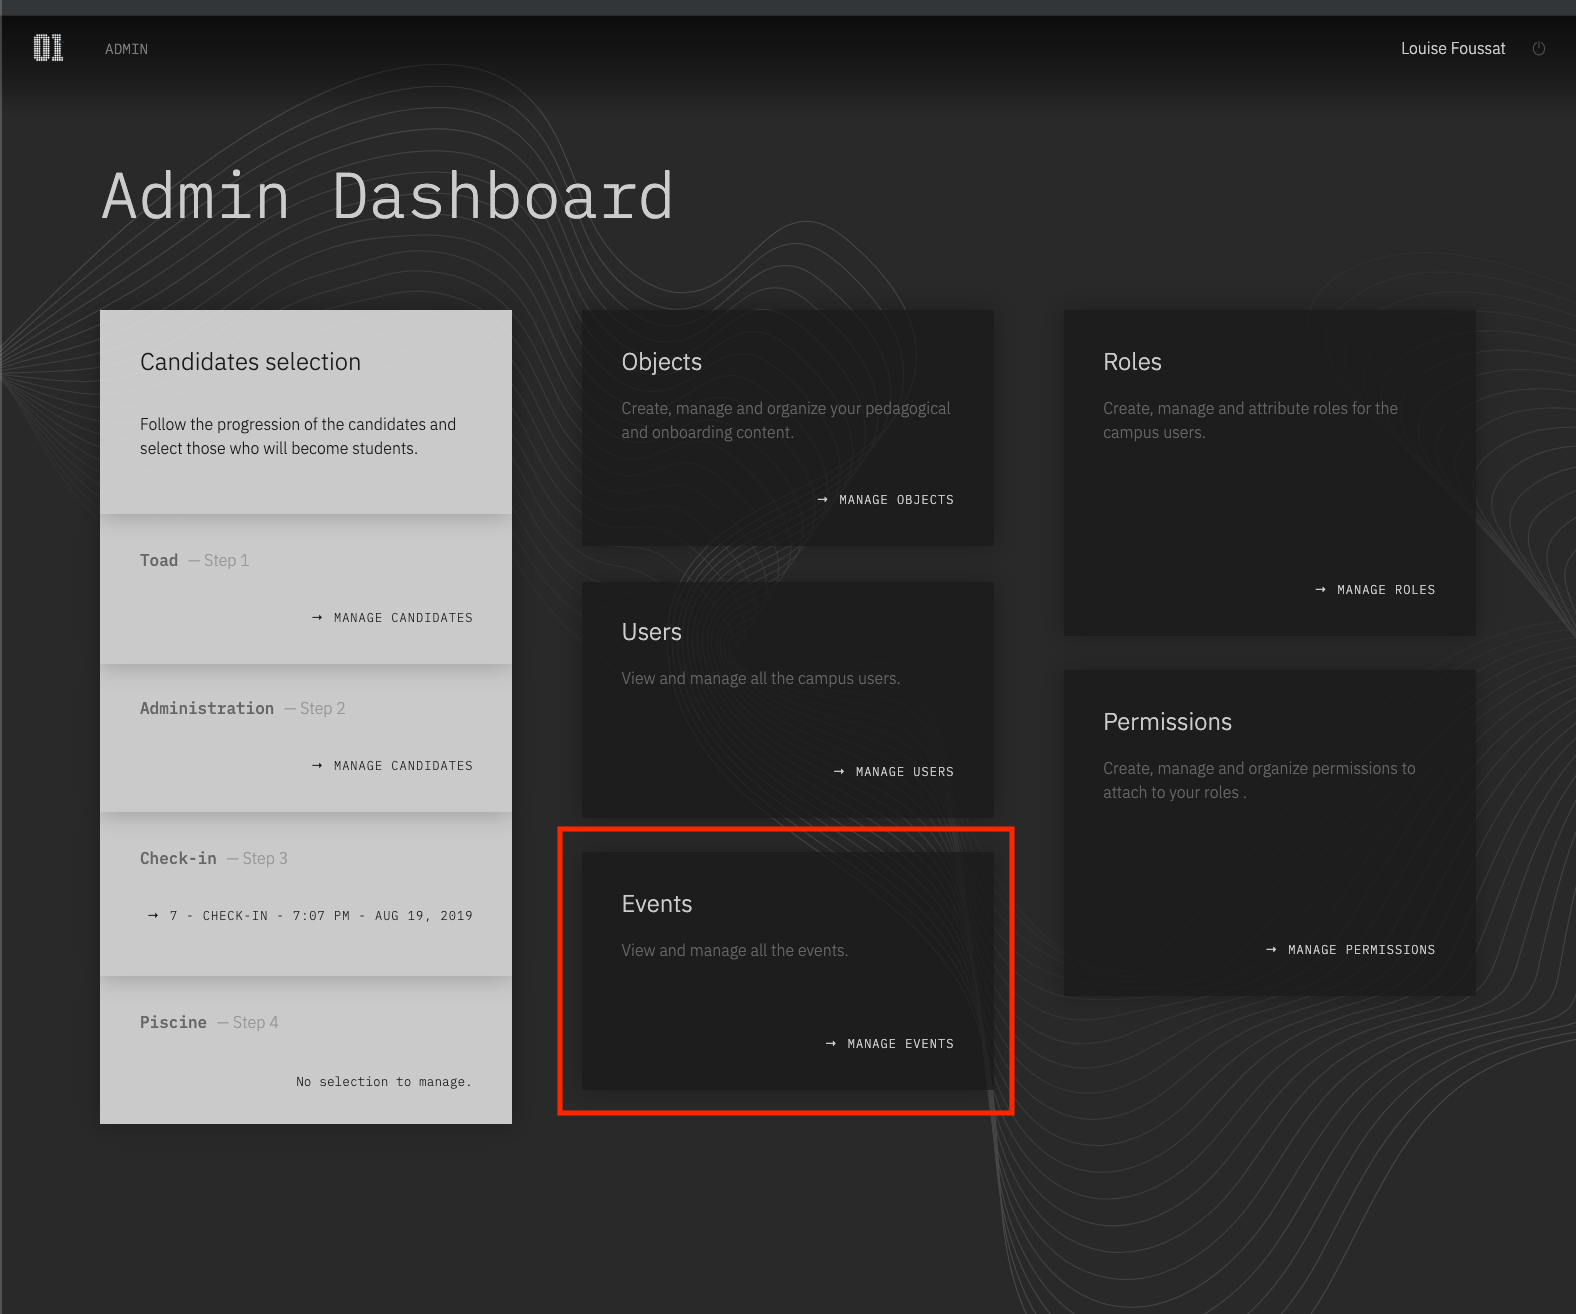 01
ADMIN
Louise Foussat
Admin Dashboard
Candidates selection
Follow the progression of the candidates and
select those who will become students.
Toad — Step 1
→ MANAGE CANDIDATES
Administration — Step 2
→ MANAGE CANDIDATES
Check-in — Step 3
→ 7 - CHECK-IN - 7:07 PM - AUG 19, 2019
Piscine — Step 4
No selection to manage.
Objects
Create, manage and organize your pedagogical
and onboarding content.
→ MANAGE OBJECTS
Users
View and manage all the campus users.
→ MANAGE USERS
Events
View and manage all the events.
→ MANAGE EVENTS
Roles
Create, manage and attribute roles for the
campus users.
→ MANAGE ROLES
Permissions
Create, manage and organize permissions to
attach to your roles .
→ MANAGE PERMISSIONS